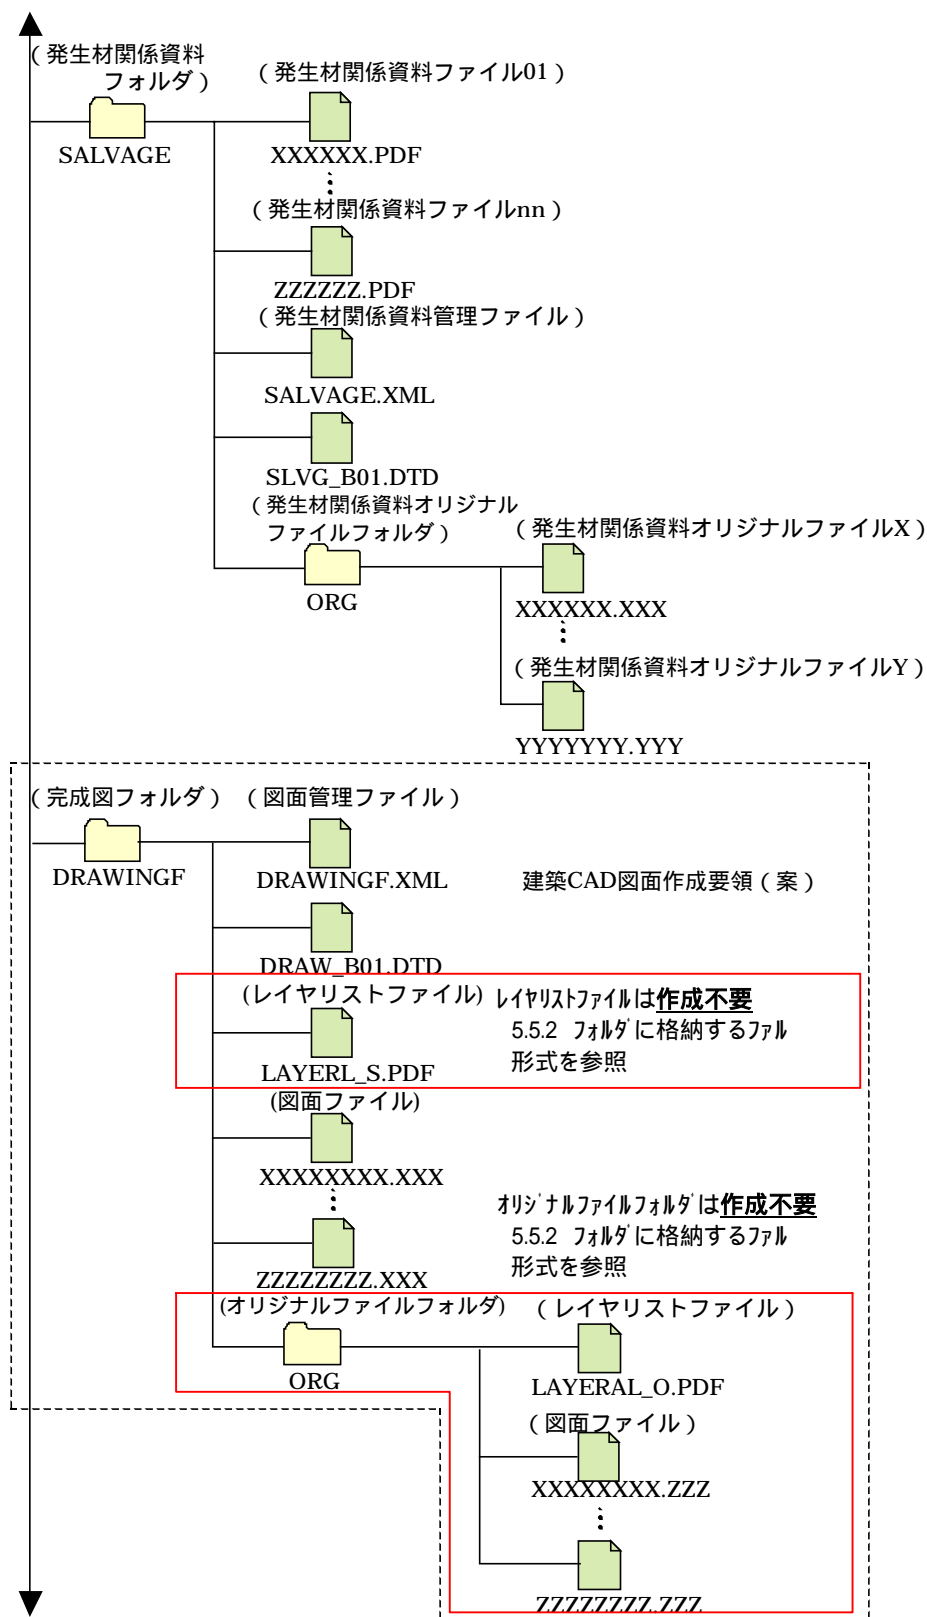 （発生材関係資料
フォルダ）
（発生材関係資料ファイル01）
SALVAGE
XXXXXX.PDF
（発生材関係資料ファイルnn）
ZZZZZZ.PDF
（発生材関係資料管理ファイル）
SALVAGE.XML
SLVG_B01.DTD
（発生材関係資料オリジナル
ファイルフォルダ）
（発生材関係資料オリジナルファイルX）
ORG
XXXXXX.XXX
（発生材関係資料オリジナルファイルY）
YYYYYYY.YYY
（完成図フォルダ）
（図面管理ファイル）
DRAWINGF
DRAWINGF.XML
建築CAD図面作成要領（案）
DRAW_B01.DTD
(レイヤリストファイル)
ﾚｲﾔﾘｽﾄﾌｧｲﾙは作成不要
5.5.2 ﾌｫﾙﾀﾞに格納するﾌｧﾙ
形式を参照
LAYERL_S.PDF
(図面ファイル)
XXXXXXXX.XXX
ｵﾘｼﾞﾅﾙﾌｧｲﾙﾌｫﾙﾀﾞは作成不要
5.5.2 ﾌｫﾙﾀﾞに格納するﾌｧﾙ
形式を参照
ZZZZZZZZ.XXX
(オリジナルファイルフォルダ)
（レイヤリストファイル）
ORG
LAYERAL_O.PDF
（図面ファイル）
XXXXXXXX.ZZZ
ZZZZZZZZ.ZZZ